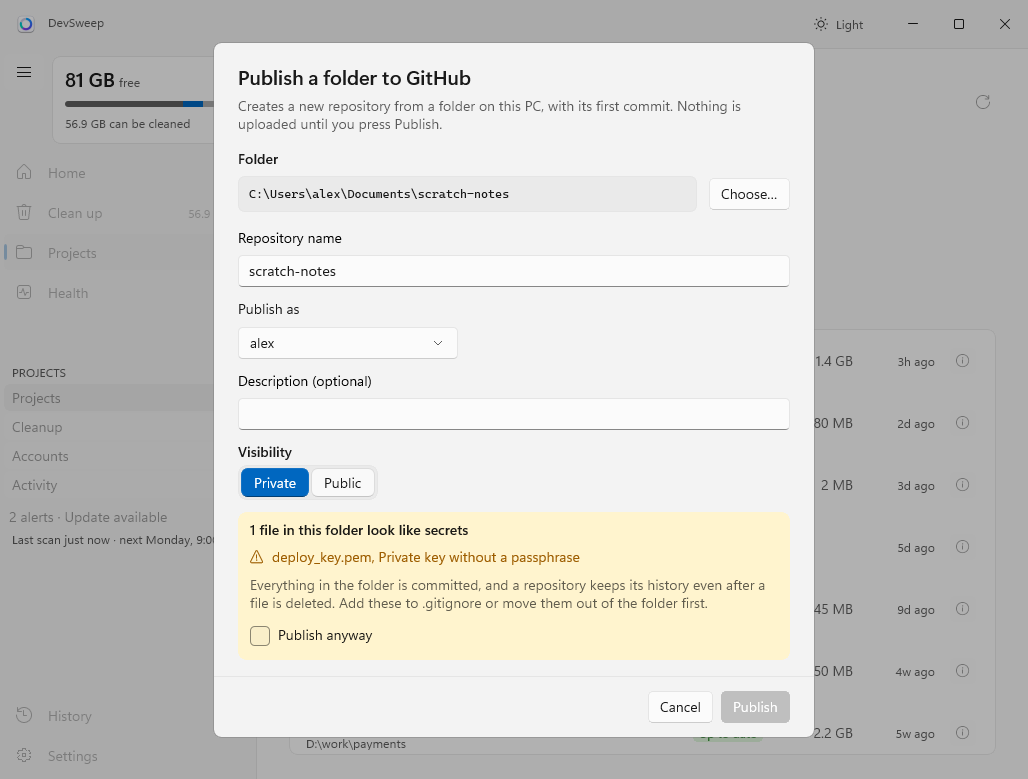 DevSweep
Light
81 GB free
56.9 GB can be cleaned
Home
Clean up 56.9
Projects
Health
PROJECTS
Projects
Cleanup
Accounts
Activity
2 alerts · Update available
Last scan just now · next Monday, 9:00
History
Settings
Publish a folder to GitHub
Creates a new repository from a folder on this PC, with its first commit. Nothing is
uploaded until you press Publish.
Folder
C:\Users\alex\Documents\scratch-notes
Choose...
Repository name
scratch-notes
Publish as
alex
Description (optional)
Visibility
Private Public
1 file in this folder look like secrets
deploy_key.pem, Private key without a passphrase
Everything in the folder is committed, and a repository keeps its history even after a
file is deleted. Add these to .gitignore or move them out of the folder first.
Publish anyway
Cancel Publish
1.4 GB 3h ago
80 MB 2d ago
2 MB 3d ago
5d ago
45 MB 9d ago
50 MB 4w ago
2.2 GB 5w ago
D:\work\payments